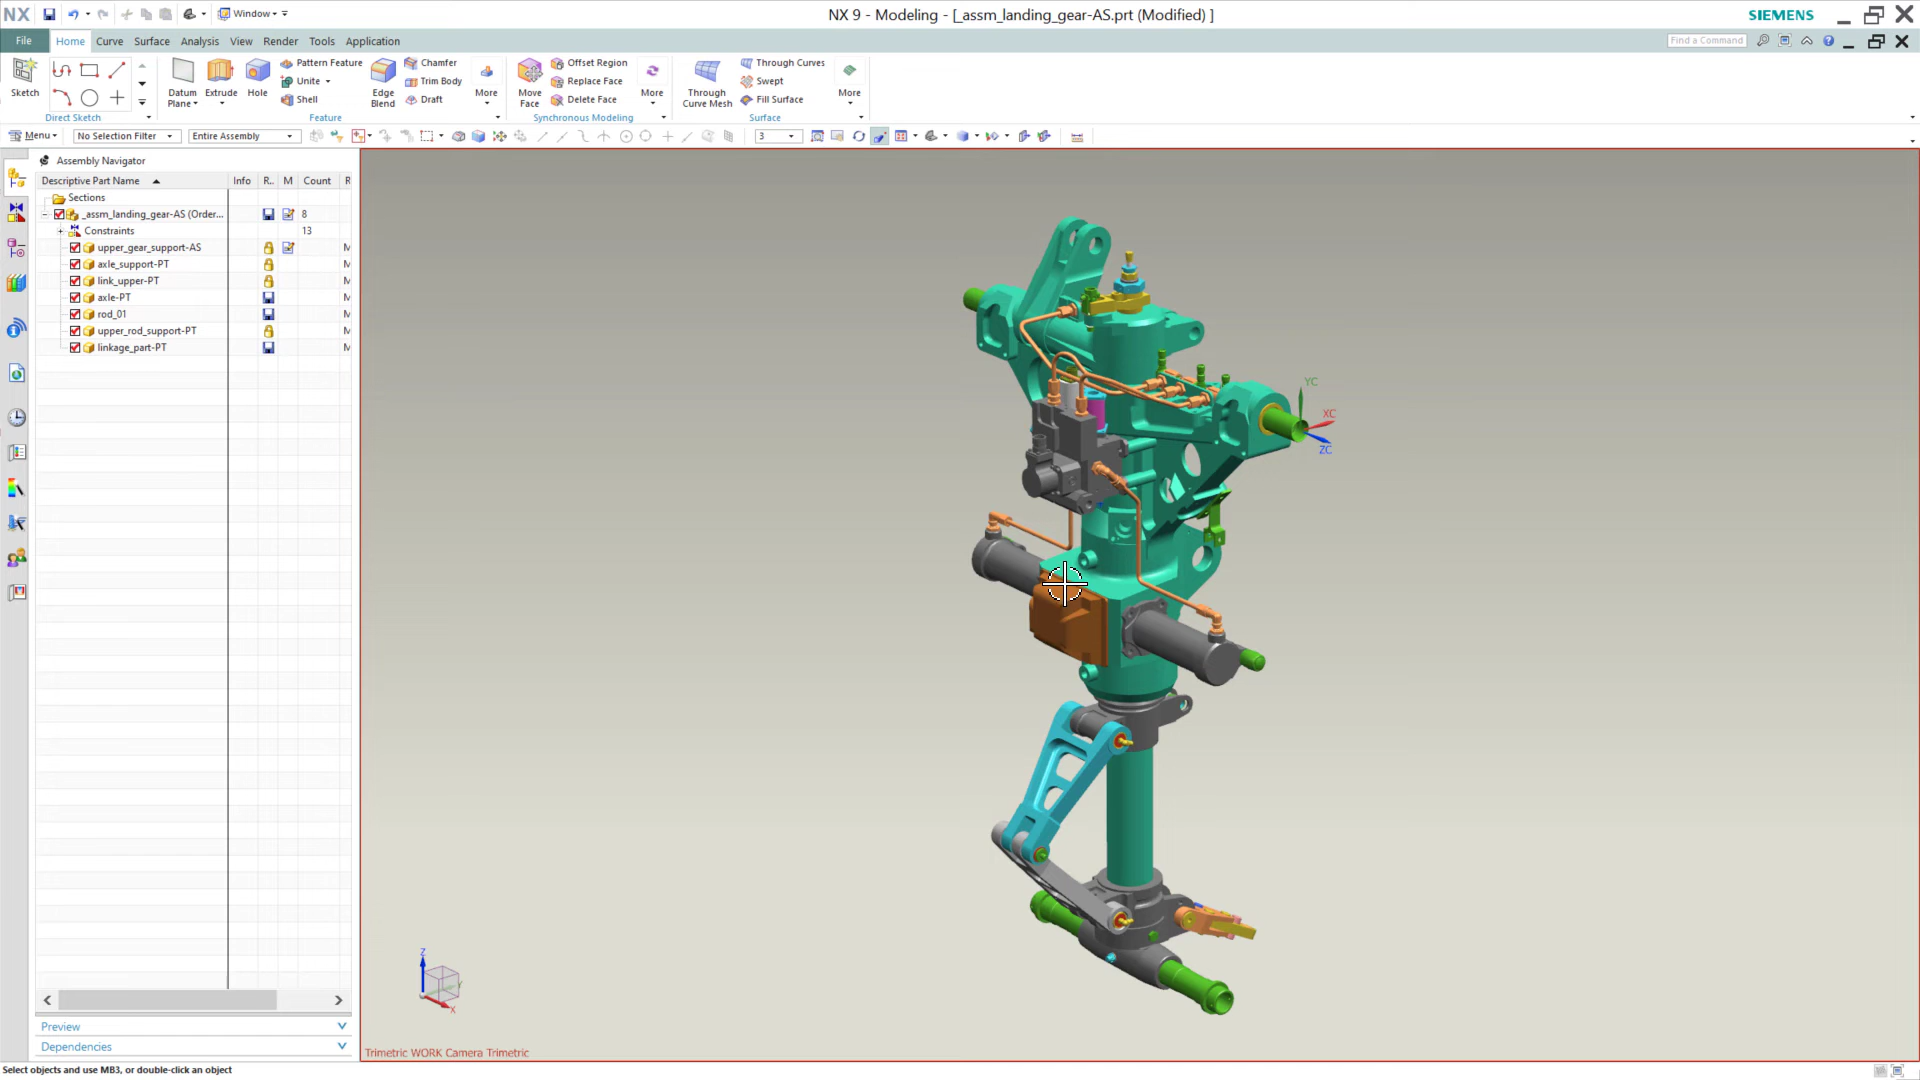 NX Window NX 9 - Modeling - [_assm_landing_gear-AS.prt (Modified) ] SIEMENS
File Home Curve Surface Analysis View Render Tools Application Find a Command
Sketch Datum Plane Extrude Hole Pattern Feature Unite Shell Edge Blend Chamfer Trim Body Draft More Move Face Offset Region Replace Face Delete Face More Through Curve Mesh Through Curves Swept Fill Surface More
Direct Sketch Feature Synchronous Modeling Surface
Menu No Selection Filter Entire Assembly 3
Assembly Navigator
Descriptive Part Name Info R.. M Count R
Sections
_assm_landing_gear-AS (Order... 8
Constraints 13
upper_gear_support-AS M
axle_support-PT M
link_upper-PT M
axle-PT M
rod_01 M
upper_rod_support-PT M
linkage_part-PT M
YC
XC
ZC
Z
Y
X
Preview
Dependencies
Trimetric WORK Camera Trimetric
Select objects and use MB3, or double-click an object